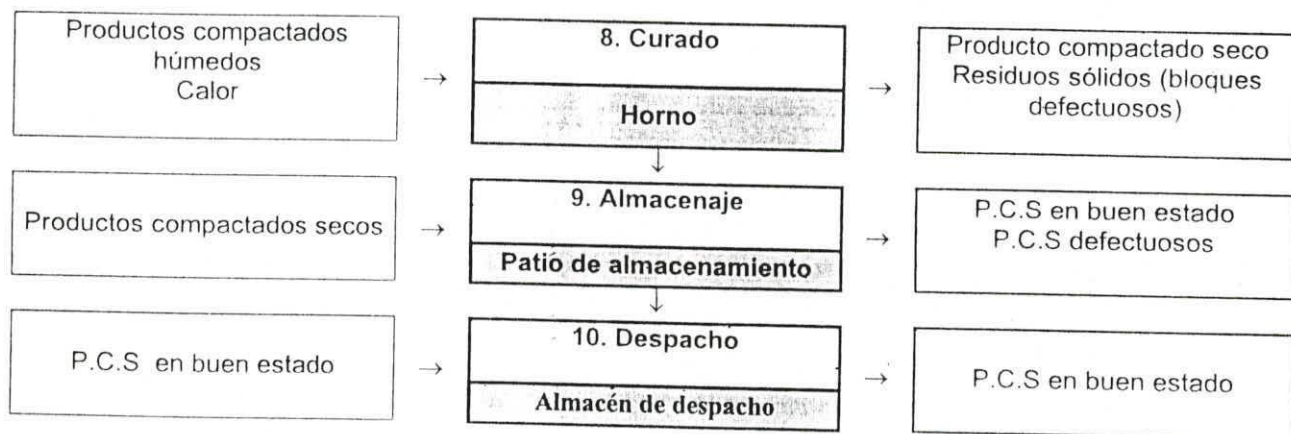 Productos compactados
húmedos
Calor
→
8. Curado
Horno
→
Producto compactado seco
Residuos sólidos (bloques
defectuosos)
↓
Productos compactados secos
→
9. Almacenaje
Patió de almacenamiento
→
P.C.S en buen estado
P.C.S defectuosos
↓
P.C.S en buen estado
→
10. Despacho
Almacén de despacho
→
P.C.S en buen estado